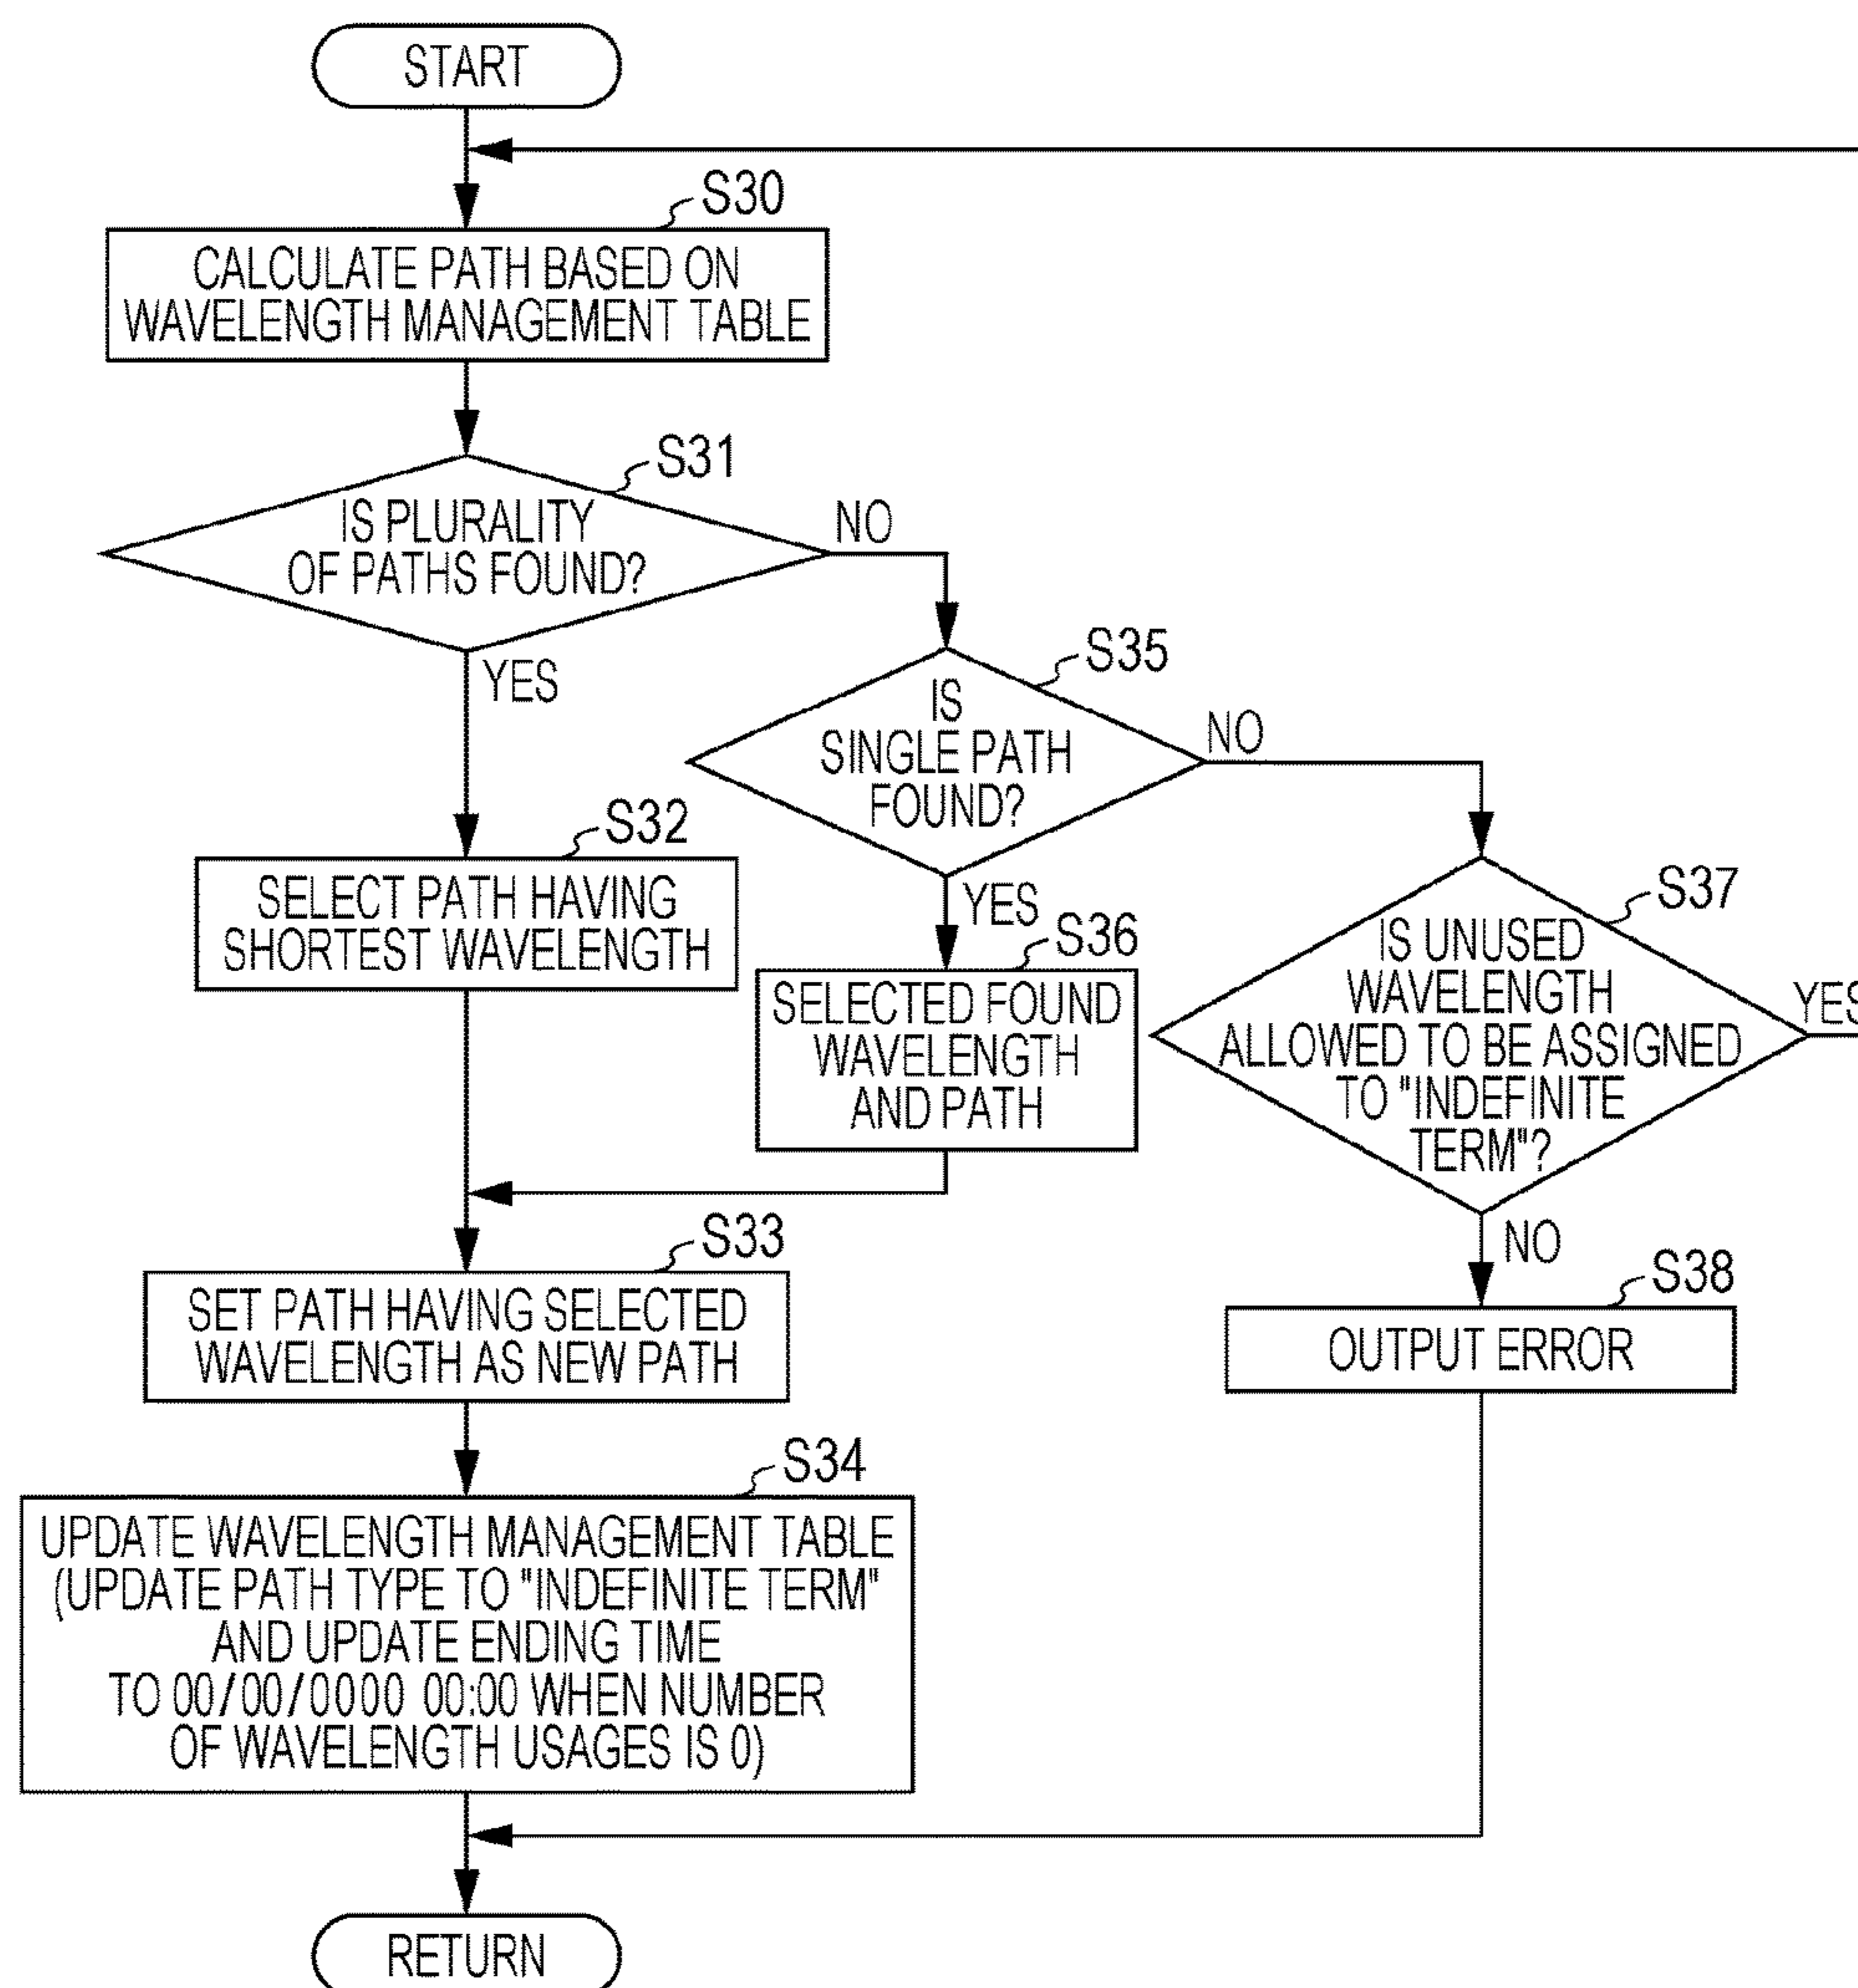 START
S30
CALCULATE PATH BASED ON
WAVELENGTH MANAGEMENT TABLE
S31
IS PLURALITY
OF PATHS FOUND?
NO
YES
S35
IS
SINGLE PATH
FOUND?
NO
YES
S32
SELECT PATH HAVING
SHORTEST WAVELENGTH
S36
SELECTED FOUND
WAVELENGTH
AND PATH
S37
IS UNUSED
WAVELENGTH
ALLOWED TO BE ASSIGNED
TO "INDEFINITE
TERM"?
YES
NO
S33
SET PATH HAVING SELECTED
WAVELENGTH AS NEW PATH
S38
OUTPUT ERROR
S34
UPDATE WAVELENGTH MANAGEMENT TABLE
(UPDATE PATH TYPE TO "INDEFINITE TERM"
AND UPDATE ENDING TIME
TO 00/00/0000 00:00 WHEN NUMBER
OF WAVELENGTH USAGES IS 0)
RETURN